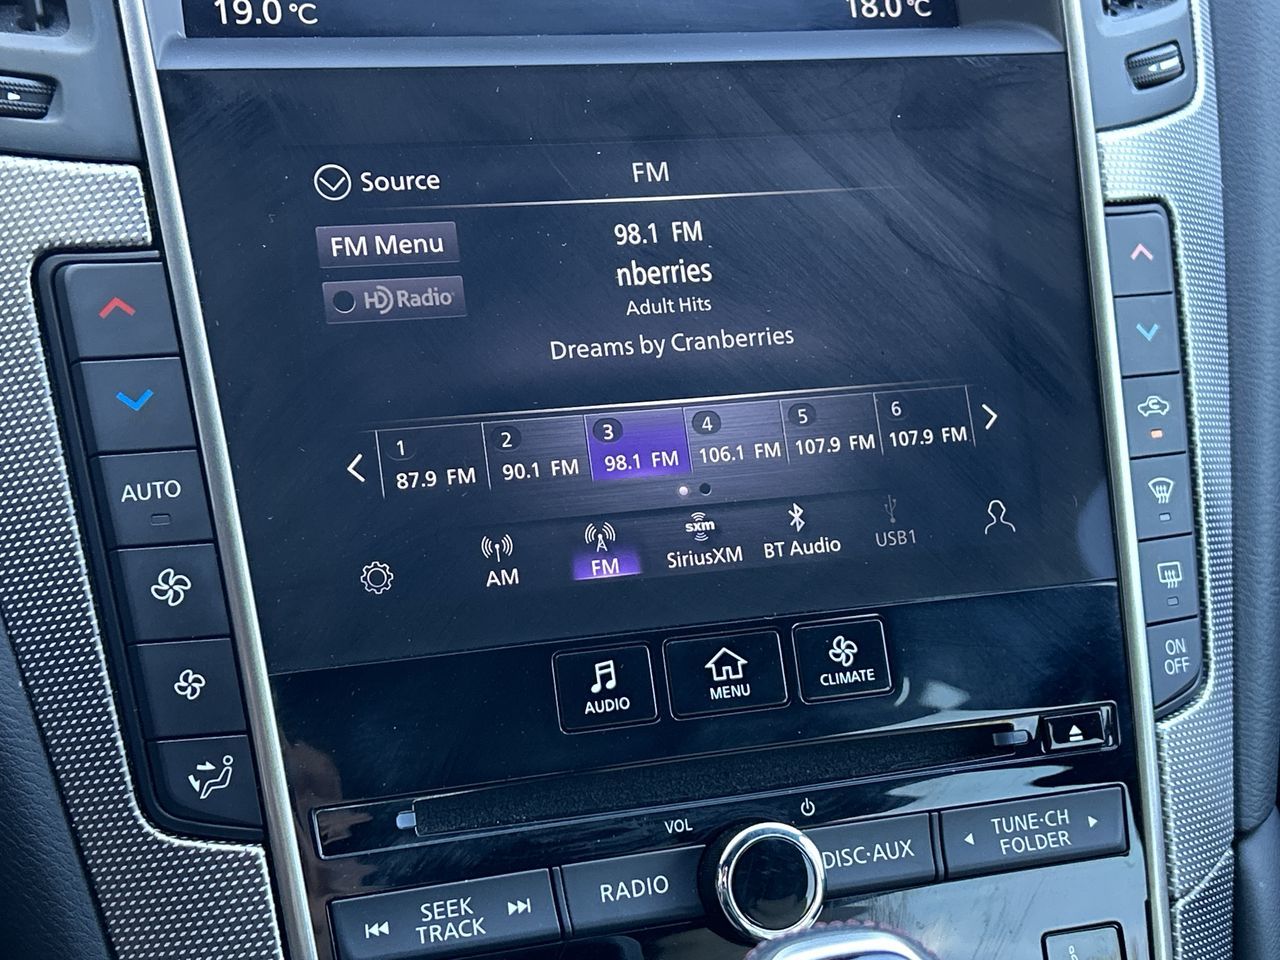 19.0°C
18.0°C
Source
FM
FM Menu
98.1 FM
nberries
HD Radio
Adult Hits
Dreams by Cranberries
1
87.9 FM
2
90.1 FM
3
98.1 FM
4
106.1 FM
5
107.9 FM
6
107.9 FM
AM
FM
sxm
SiriusXM
BT Audio
USB1
AUTO
AUDIO
MENU
CLIMATE
ON
OFF
VOL
SEEK
TRACK
RADIO
DISC·AUX
TUNE·CH
FOLDER